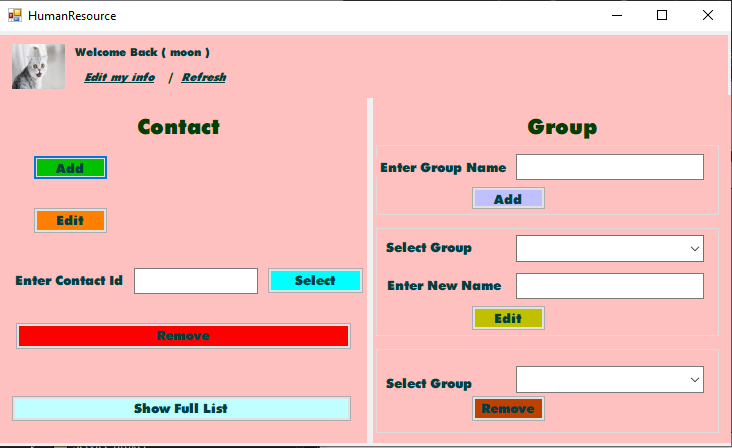 HumanResource
Welcome Back ( moon )
Edit my info / Refresh
Contact
Add
Edit
Enter Contact Id Select
Remove
Show Full List
Group
Enter Group Name
Add
Select Group
Enter New Name
Edit
Select Group
Remove